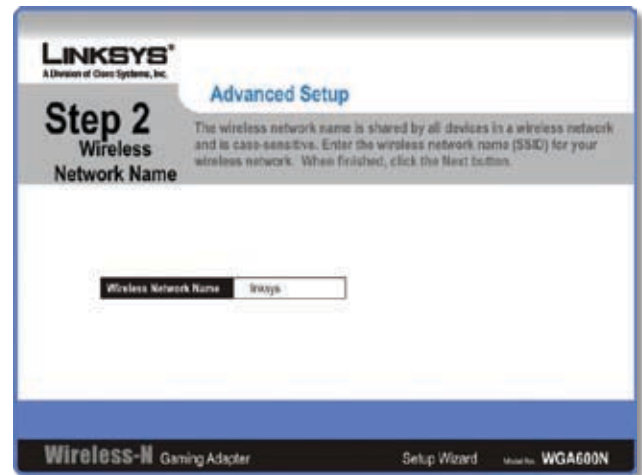 LINKSYS®
A Division of Cisco Systems, Inc.
Advanced Setup
Step 2
Wireless
Network Name
The wireless network name is shared by all devices in a wireless network
and is case-sensitive. Enter the wireless network name (SSID) for your
wireless network. When finished, click the Next button.
Wireless Network Name linksys
Wireless-N Gaming Adapter
Setup Wizard Model No. WGA600N